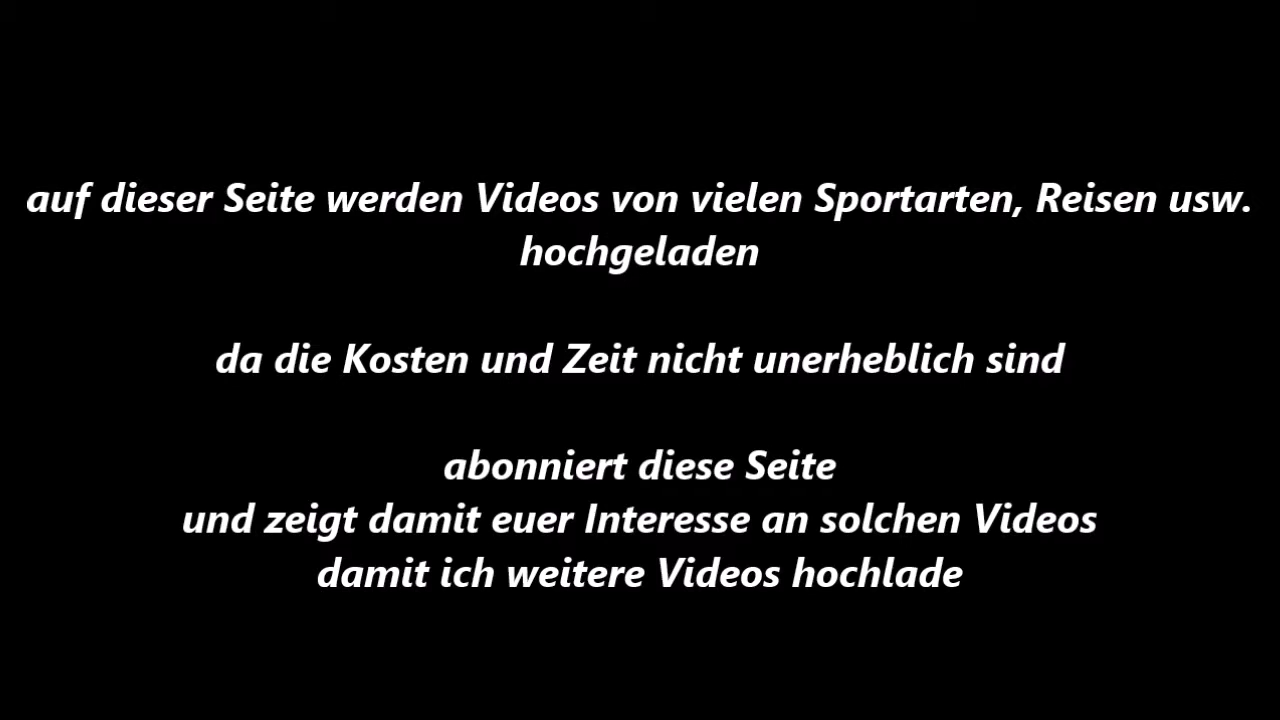 auf dieser Seite werden Videos von vielen Sportarten, Reisen usw.
hochgeladen
da die Kosten und Zeit nicht unerheblich sind
abonniert diese Seite
und zeigt damit euer Interesse an solchen Videos
damit ich weitere Videos hochlade